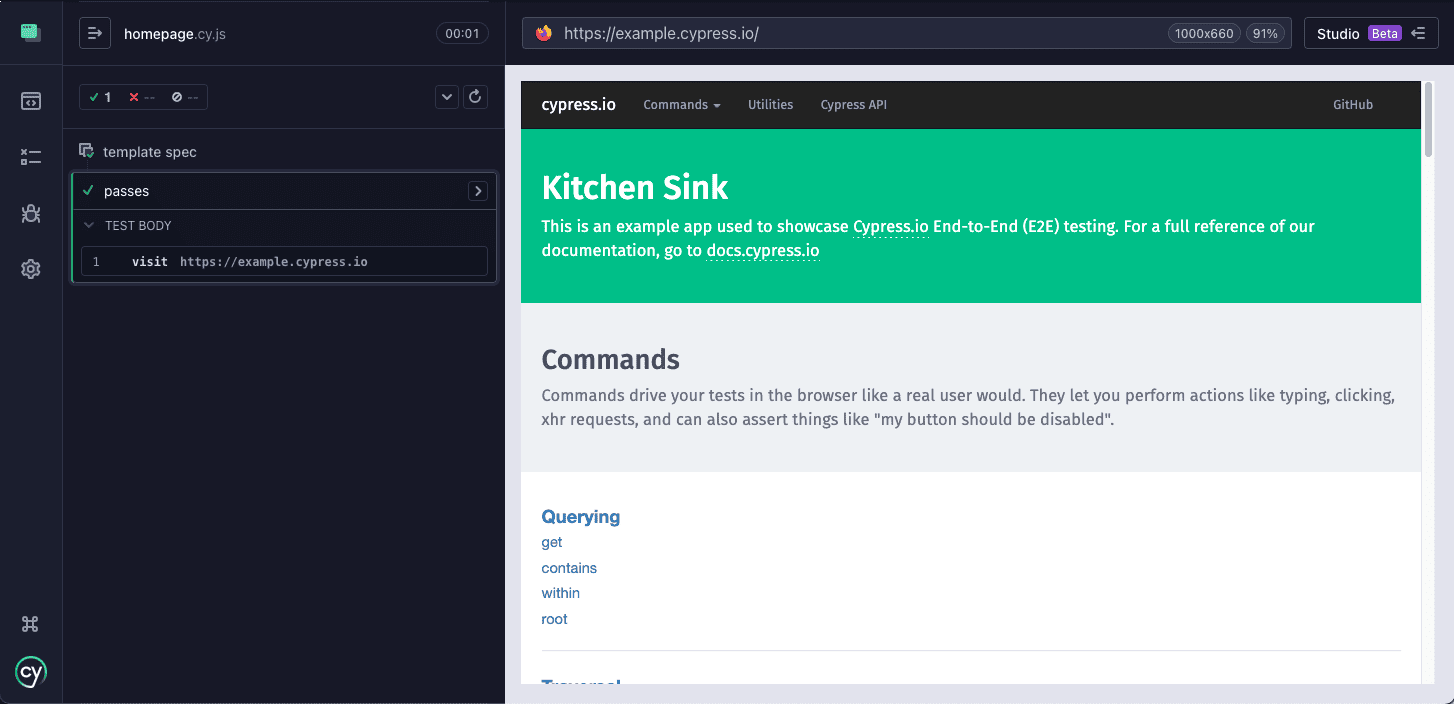 homepage.cy.js
00:01
1 -- --
template spec
passes
TEST BODY
1 visit https://example.cypress.io
cy
https://example.cypress.io/
1000x660
91%
Studio Beta
cypress.io Commands Utilities Cypress API GitHub
Kitchen Sink
This is an example app used to showcase Cypress.io End-to-End (E2E) testing. For a full reference of our
documentation, go to docs.cypress.io
Commands
Commands drive your tests in the browser like a real user would. They let you perform actions like typing, clicking,
xhr requests, and can also assert things like "my button should be disabled".
Querying
get
contains
within
root